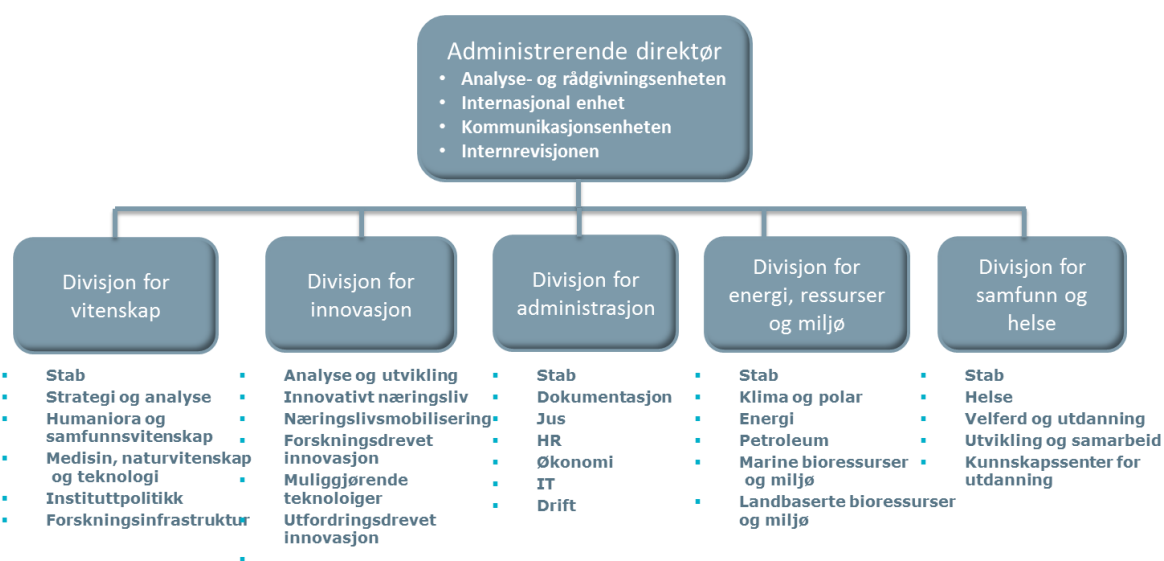 Administrerende direktør
• Analyse- og rådgivningsenheten
• Internasjonal enhet
• Kommunikasjonsenheten
• Internrevisjonen
Divisjon for
vitenskap
▪ Stab
▪ Strategi og analyse
▪ Humaniora og
samfunnsvitenskap
▪ Medisin, naturvitenskap
og teknologi
▪ Instituttpolitikk
▪ Forskningsinfrastruktur
Divisjon for
innovasjon
▪ Analyse og utvikling
▪ Innovativt næringsliv
▪ Næringslivsmobilisering
▪ Forskningsdrevet
innovasjon
▪ Muliggjørende
teknoloiger
▪ Utfordringsdrevet
innovasjon
▪
Divisjon for
administrasjon
▪ Stab
▪ Dokumentasjon
▪ Jus
▪ HR
▪ Økonomi
▪ IT
▪ Drift
Divisjon for
energi, ressurser
og miljø
▪ Stab
▪ Klima og polar
▪ Energi
▪ Petroleum
▪ Marine bioressurser
og miljø
▪ Landbaserte bioressurser
og miljø
Divisjon for
samfunn og
helse
▪ Stab
▪ Helse
▪ Velferd og utdanning
▪ Utvikling og samarbeid
▪ Kunnskapssenter for
utdanning